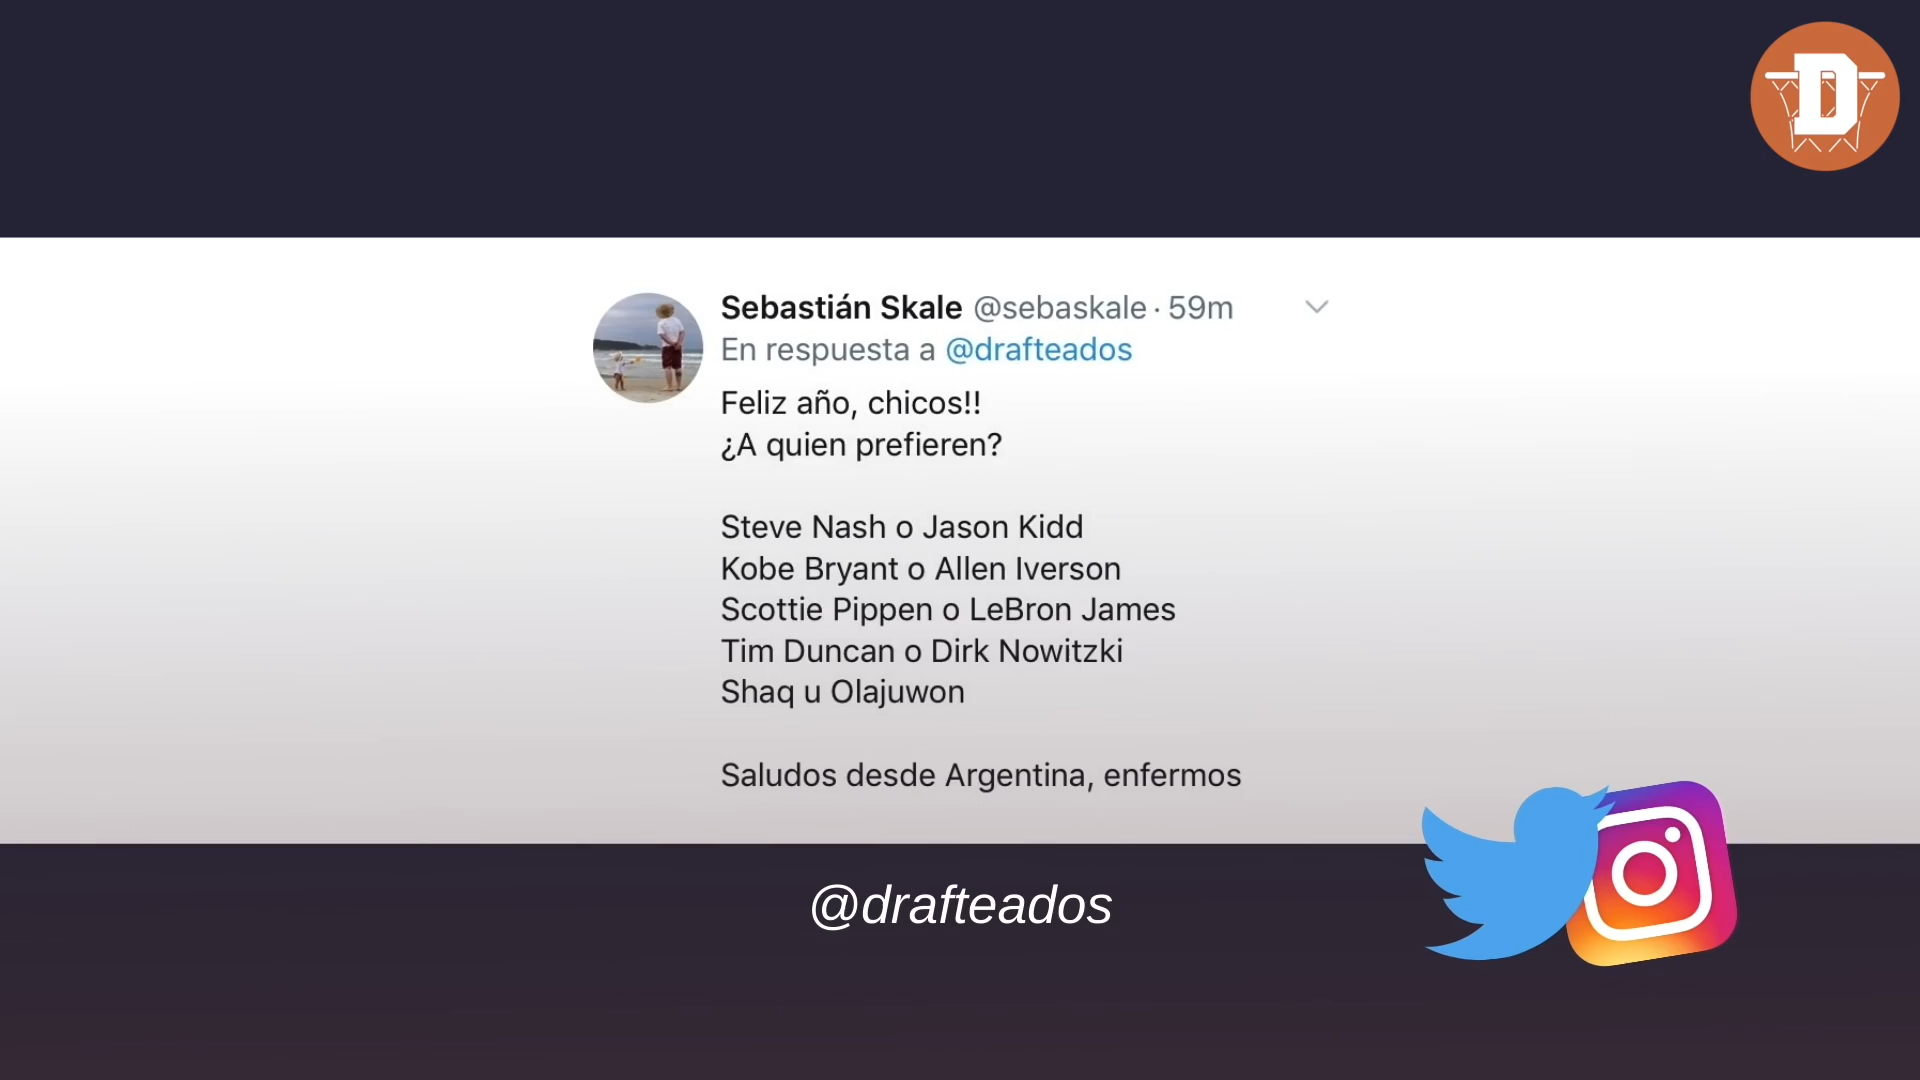 D
Sebastián Skale @sebaskale · 59m
En respuesta a @drafteados
Feliz año, chicos!!
¿A quien prefieren?
Steve Nash o Jason Kidd
Kobe Bryant o Allen Iverson
Scottie Pippen o LeBron James
Tim Duncan o Dirk Nowitzki
Shaq u Olajuwon
Saludos desde Argentina, enfermos
@drafteados